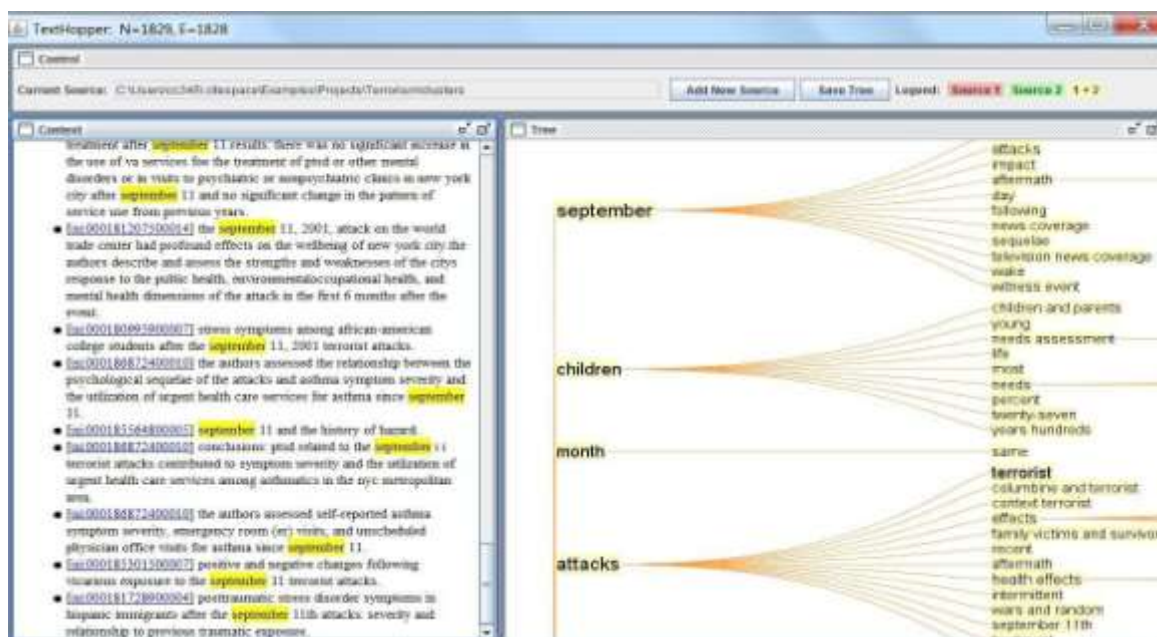 TextHopper: N=1829, E=1828
Control
Current Source:
Add New Source Save Tree Legend: Source 1 Source 2 1 + 2
Context
treatment after september 11 results: there was no significant increase in
the use of va services for the treatment of ptsd or other mental
disorders or in visits to psychiatric or nonpsychiatric clinics in new york
city after september 11 and no significant change in the pattern of
service use from previous years.
the september 11, 2001, attack on the world
trade center had profound effects on the wellbeing of new york city the
authors describe and assess the strengths and weaknesses of the citys
response to the public health, environmentaloccupational health, and
mental health dimensions of the attack in the first 6 months after the
event.
stress symptoms among african-american
college students after the september 11, 2001 terrorist attacks.
the authors assessed the relationship between the
psychological sequelae of the attacks and asthma symptom severity and
the utilization of urgent health care services for asthma since september
11.
september 11 and the history of hazard.
conclusions: ptsd related to the september 11
terrorist attacks contributed to symptom severity and the utilization of
urgent health care services among asthmatics in the nyc metropolitan
area.
the authors assessed self-reported asthma
symptom severity, emergency room (er) visits, and unscheduled
physician office visits for asthma since september 11.
positive and negative changes following
vicarious exposure to the september 11 terrorist attacks.
posttraumatic stress disorder symptoms in
hispanic immigrants after the september 11th attacks: severity and
relationship to previous traumatic exposure.
Tree
september
attacks
impact
aftermath
day
following
news coverage
sequelae
television news coverage
wake
witness event
children
children and parents
young
needs assessment
life
most
needs
percent
twenty-seven
years hundreds
month
same
attacks
terrorist
columbine and terrorist
context terrorist
effects
family victims and survivor
recent
aftermath
health effects
intermittent
wars and random
september 11th